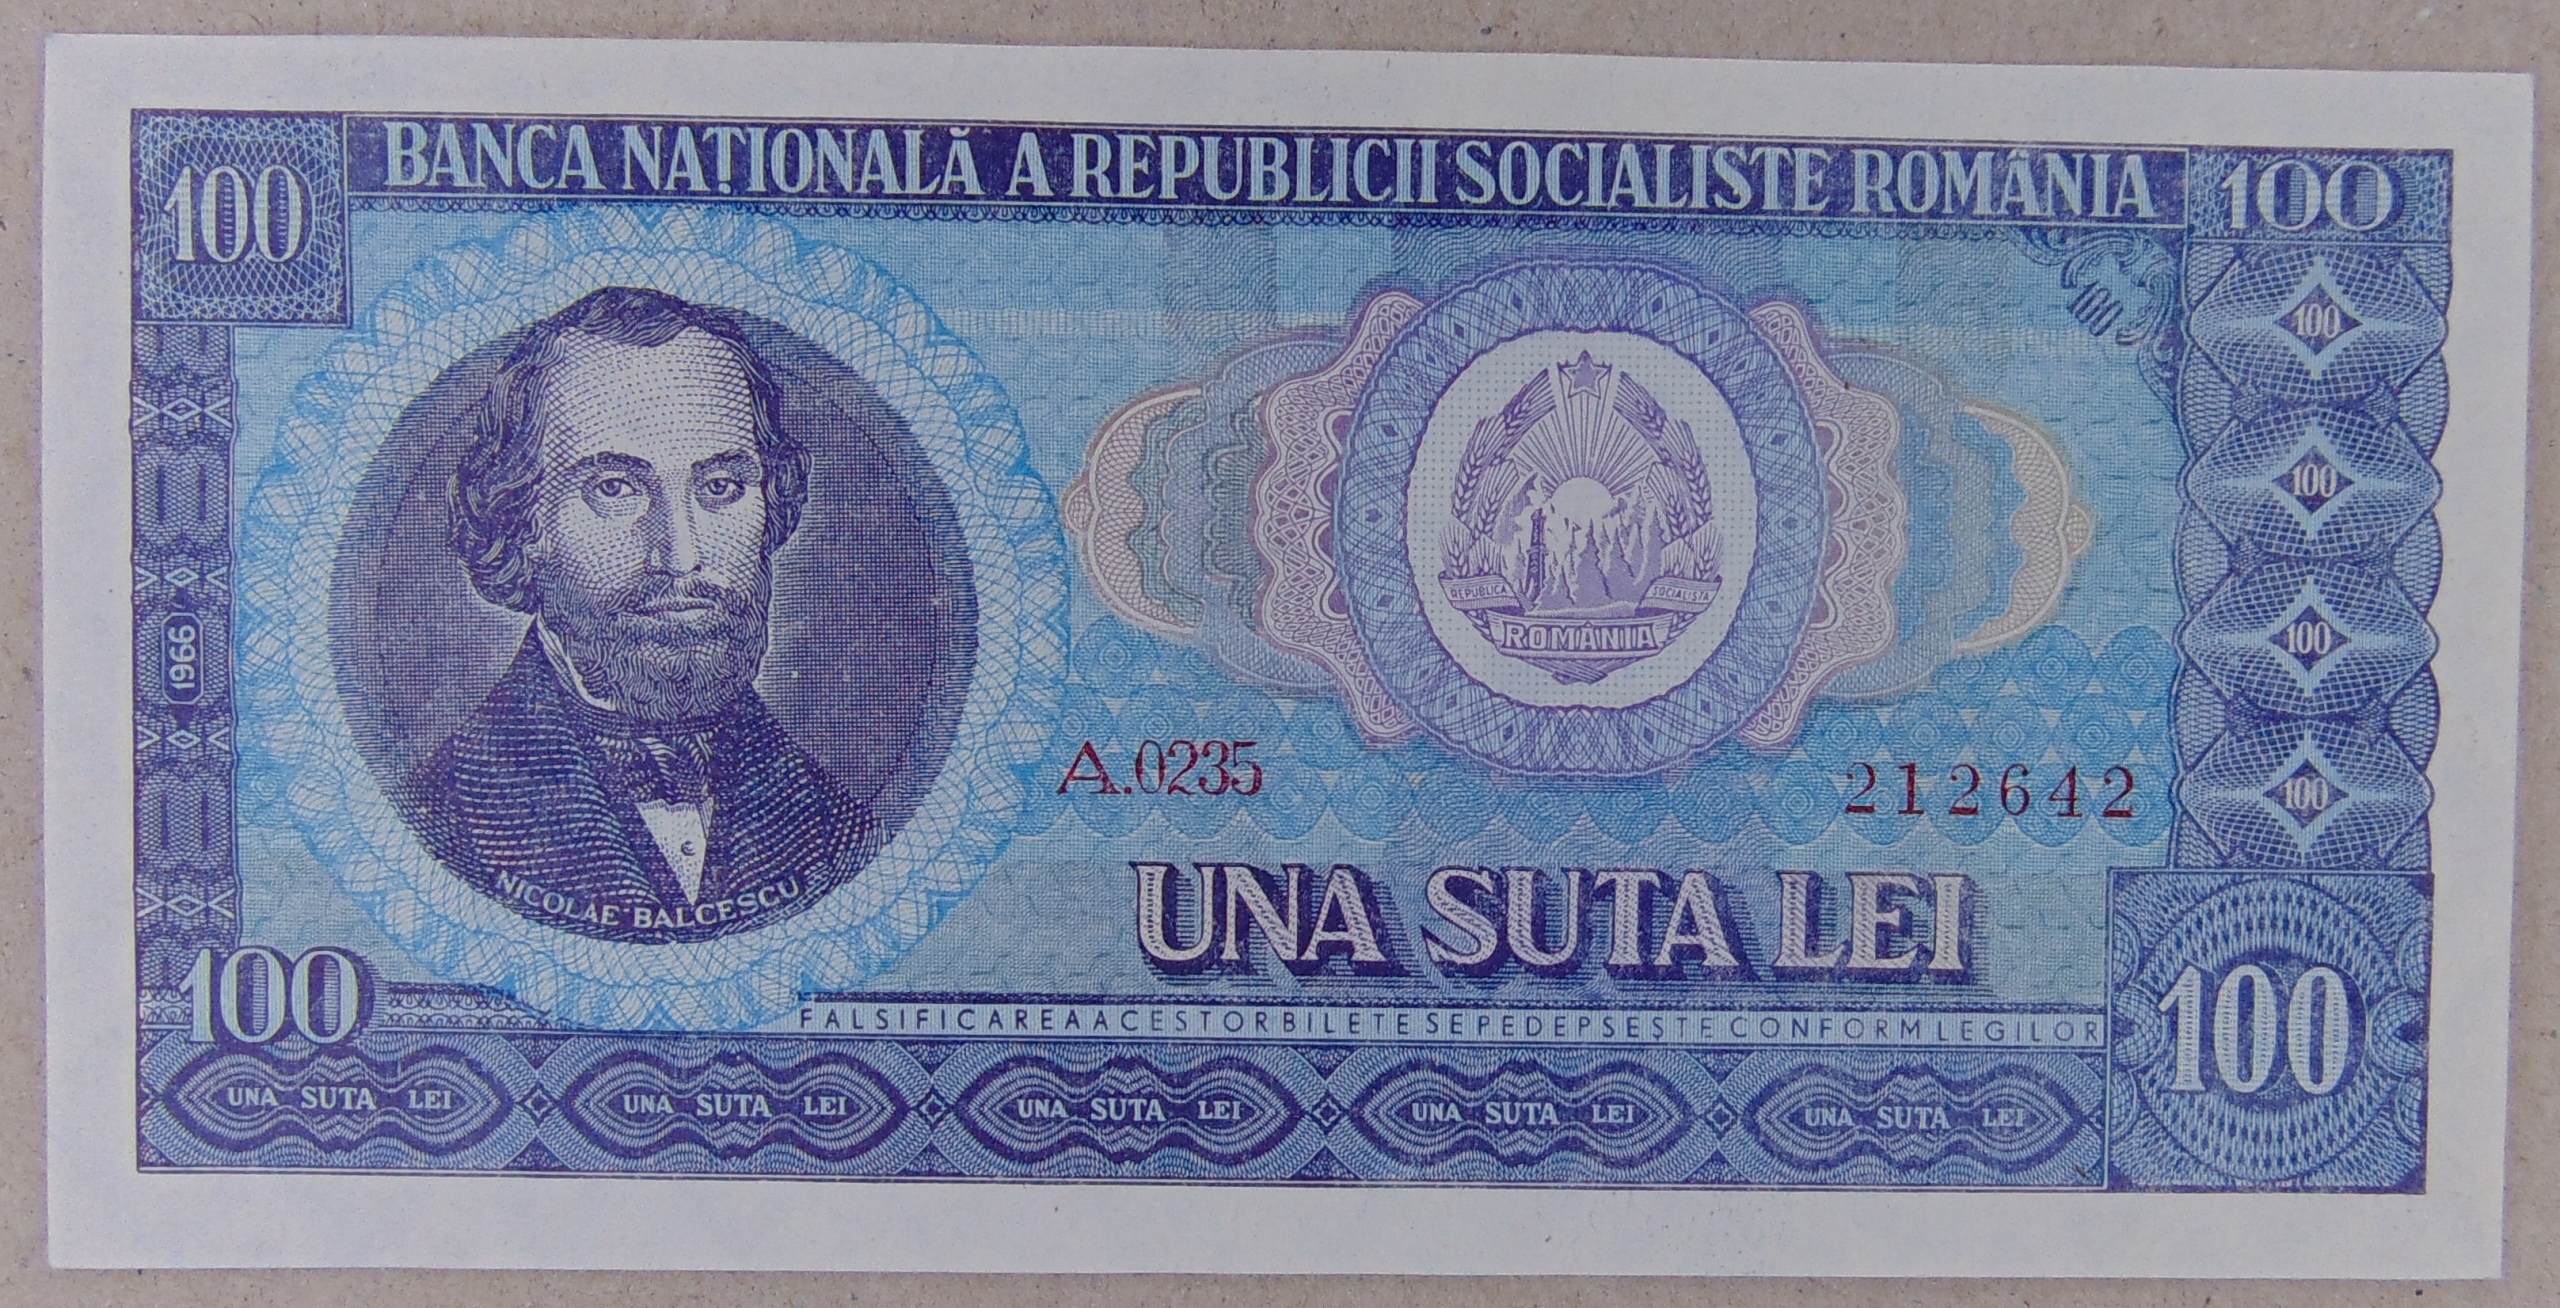 BANCA NAȚIONALĂ A REPUBLICII SOCIALISTE ROMÂNIA
100
100
100
100
100
100
100
1966
REPUBLICA SOCIALISTA
ROMÂNIA
A.0235
212642
NICOLAE BALCESCU
UNA SUTA LEI
100
100
FALSIFICAREA ACESTOR BILETE SE PEDEPSEȘTE CONFORM LEGILOR
UNA SUTA LEI
UNA SUTA LEI
UNA SUTA LEI
UNA SUTA LEI
UNA SUTA LEI